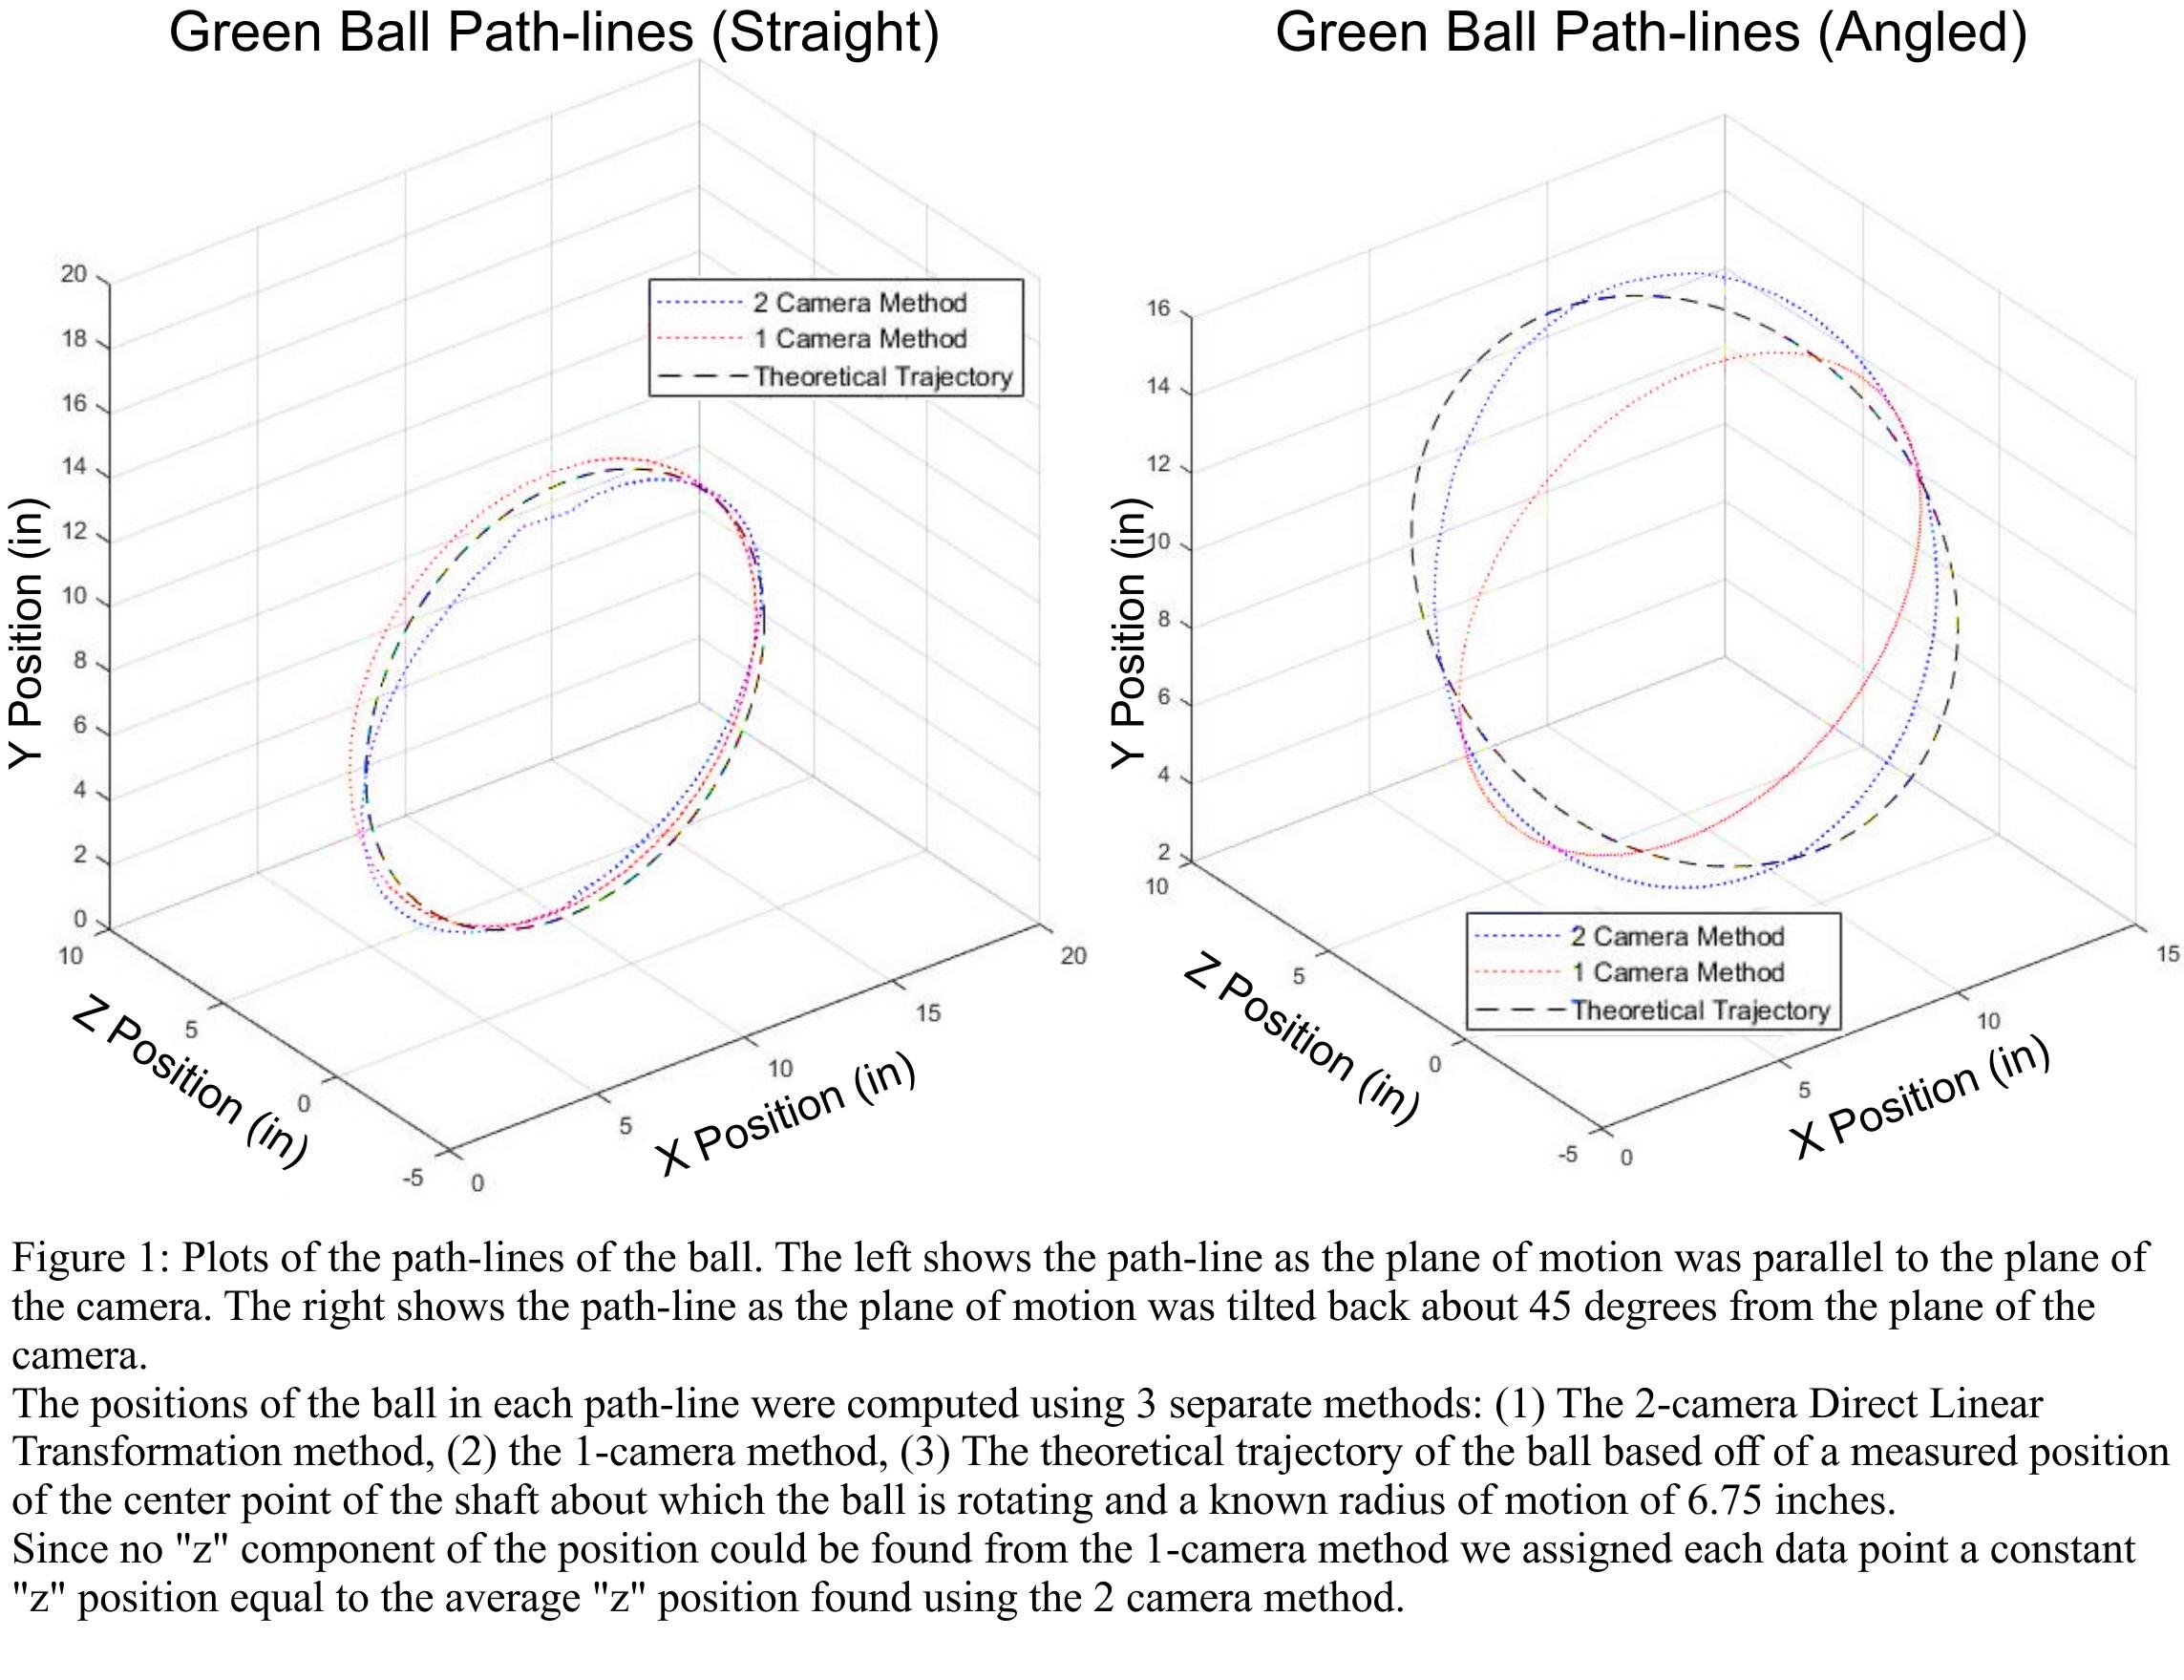 Green Ball Path-lines (Straight)
20
18
16
14
12
10
8
6
4
2
0
Y Position (in)
10
5
0
-5
Z Position (in)
0
5
10
15
20
X Position (in)
2 Camera Method
1 Camera Method
Theoretical Trajectory
Green Ball Path-lines (Angled)
16
14
12
10
8
6
4
2
Y Position (in)
10
5
0
-5
Z Position (in)
0
5
10
15
X Position (in)
2 Camera Method
1 Camera Method
Theoretical Trajectory
Figure 1: Plots of the path-lines of the ball. The left shows the path-line as the plane of motion was parallel to the plane of
the camera. The right shows the path-line as the plane of motion was tilted back about 45 degrees from the plane of the
camera.
The positions of the ball in each path-line were computed using 3 separate methods: (1) The 2-camera Direct Linear
Transformation method, (2) the 1-camera method, (3) The theoretical trajectory of the ball based off of a measured position
of the center point of the shaft about which the ball is rotating and a known radius of motion of 6.75 inches.
Since no "z" component of the position could be found from the 1-camera method we assigned each data point a constant
"z" position equal to the average "z" position found using the 2 camera method.